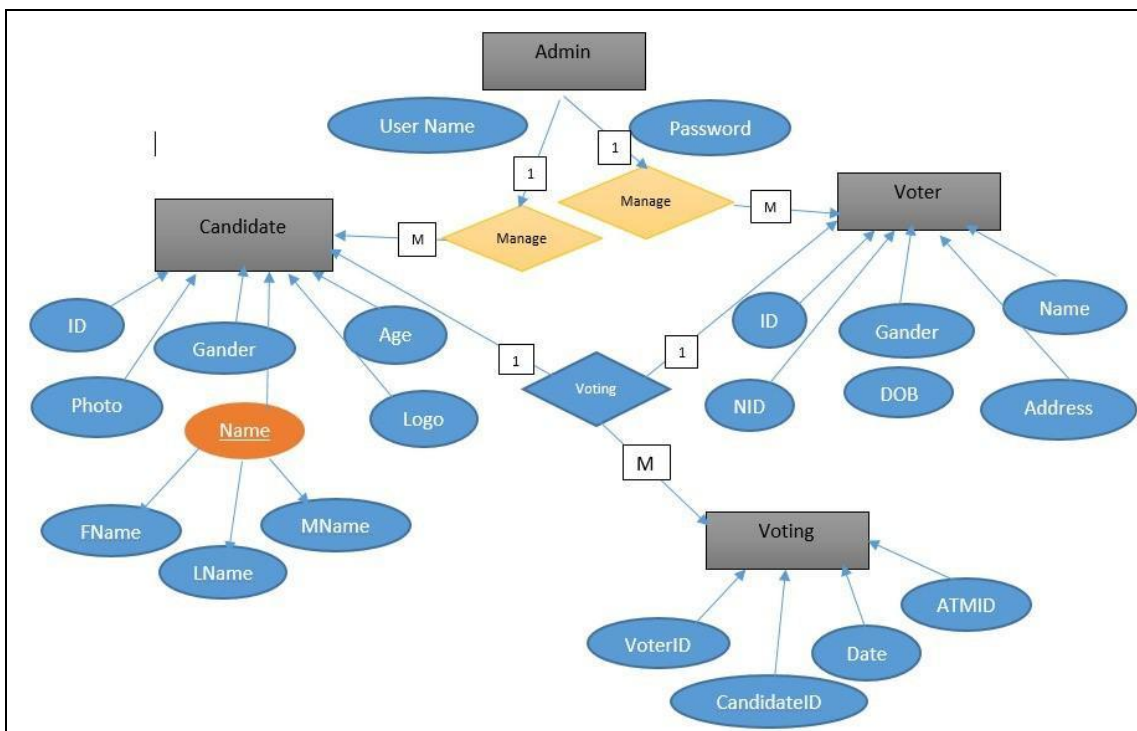 Admin
User Name
Password
1
1
Manage
M
Voter
Candidate
M
Manage
ID
Gander
Age
ID
Gander
Name
1
1
Photo
Logo
Voting
NID
DOB
Address
Name
M
FName
MName
LName
Voting
ATMID
VoterID
Date
CandidateID